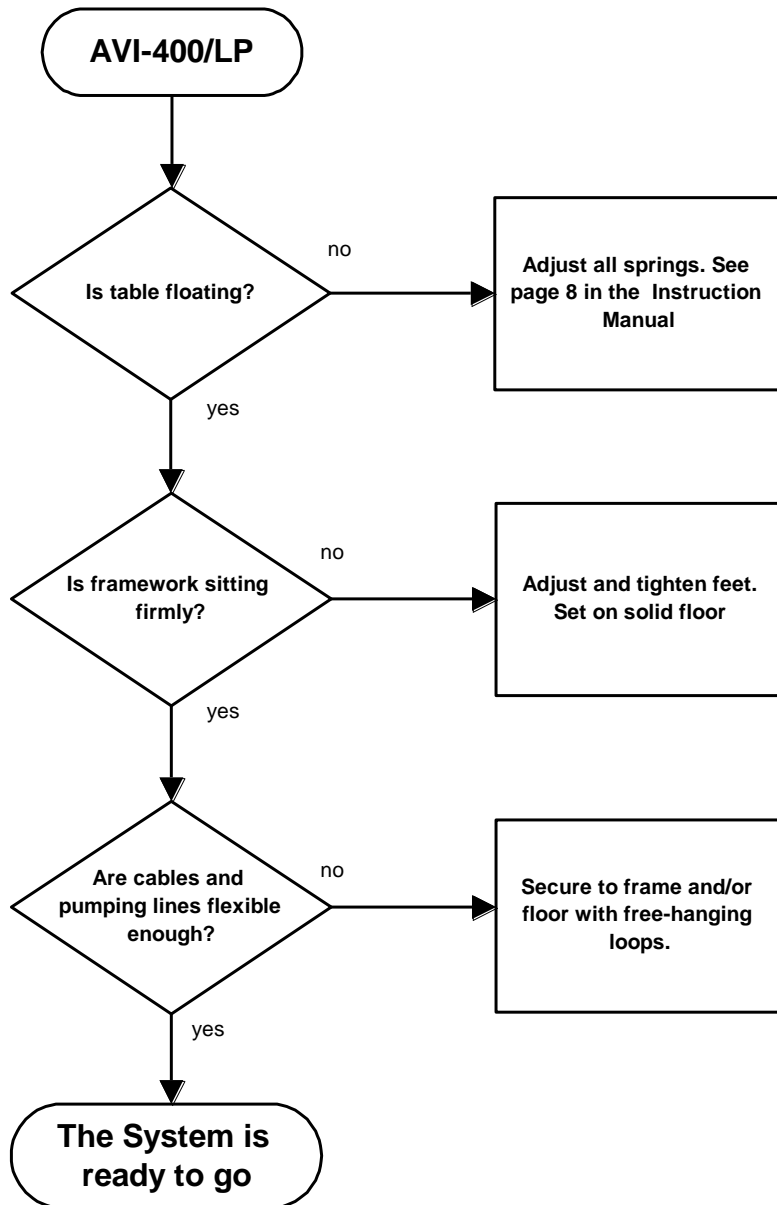 AVI-400/LP
Is table floating?
no
Adjust all springs. See
page 8 in the Instruction
Manual
yes
Is framework sitting
firmly?
no
Adjust and tighten feet.
Set on solid floor
yes
Are cables and
pumping lines flexible
enough?
no
Secure to frame and/or
floor with free-hanging
loops.
yes
The System is
ready to go